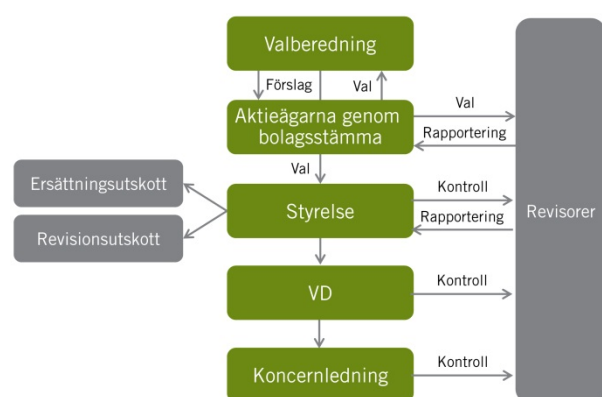 Valberedning
Förslag
Val
Aktieägarna genom
bolagsstämma
Val
Rapportering
Val
Ersättningsutskott
Revisionsutskott
Styrelse
Kontroll
Rapportering
Revisorer
VD
Kontroll
Koncernledning
Kontroll